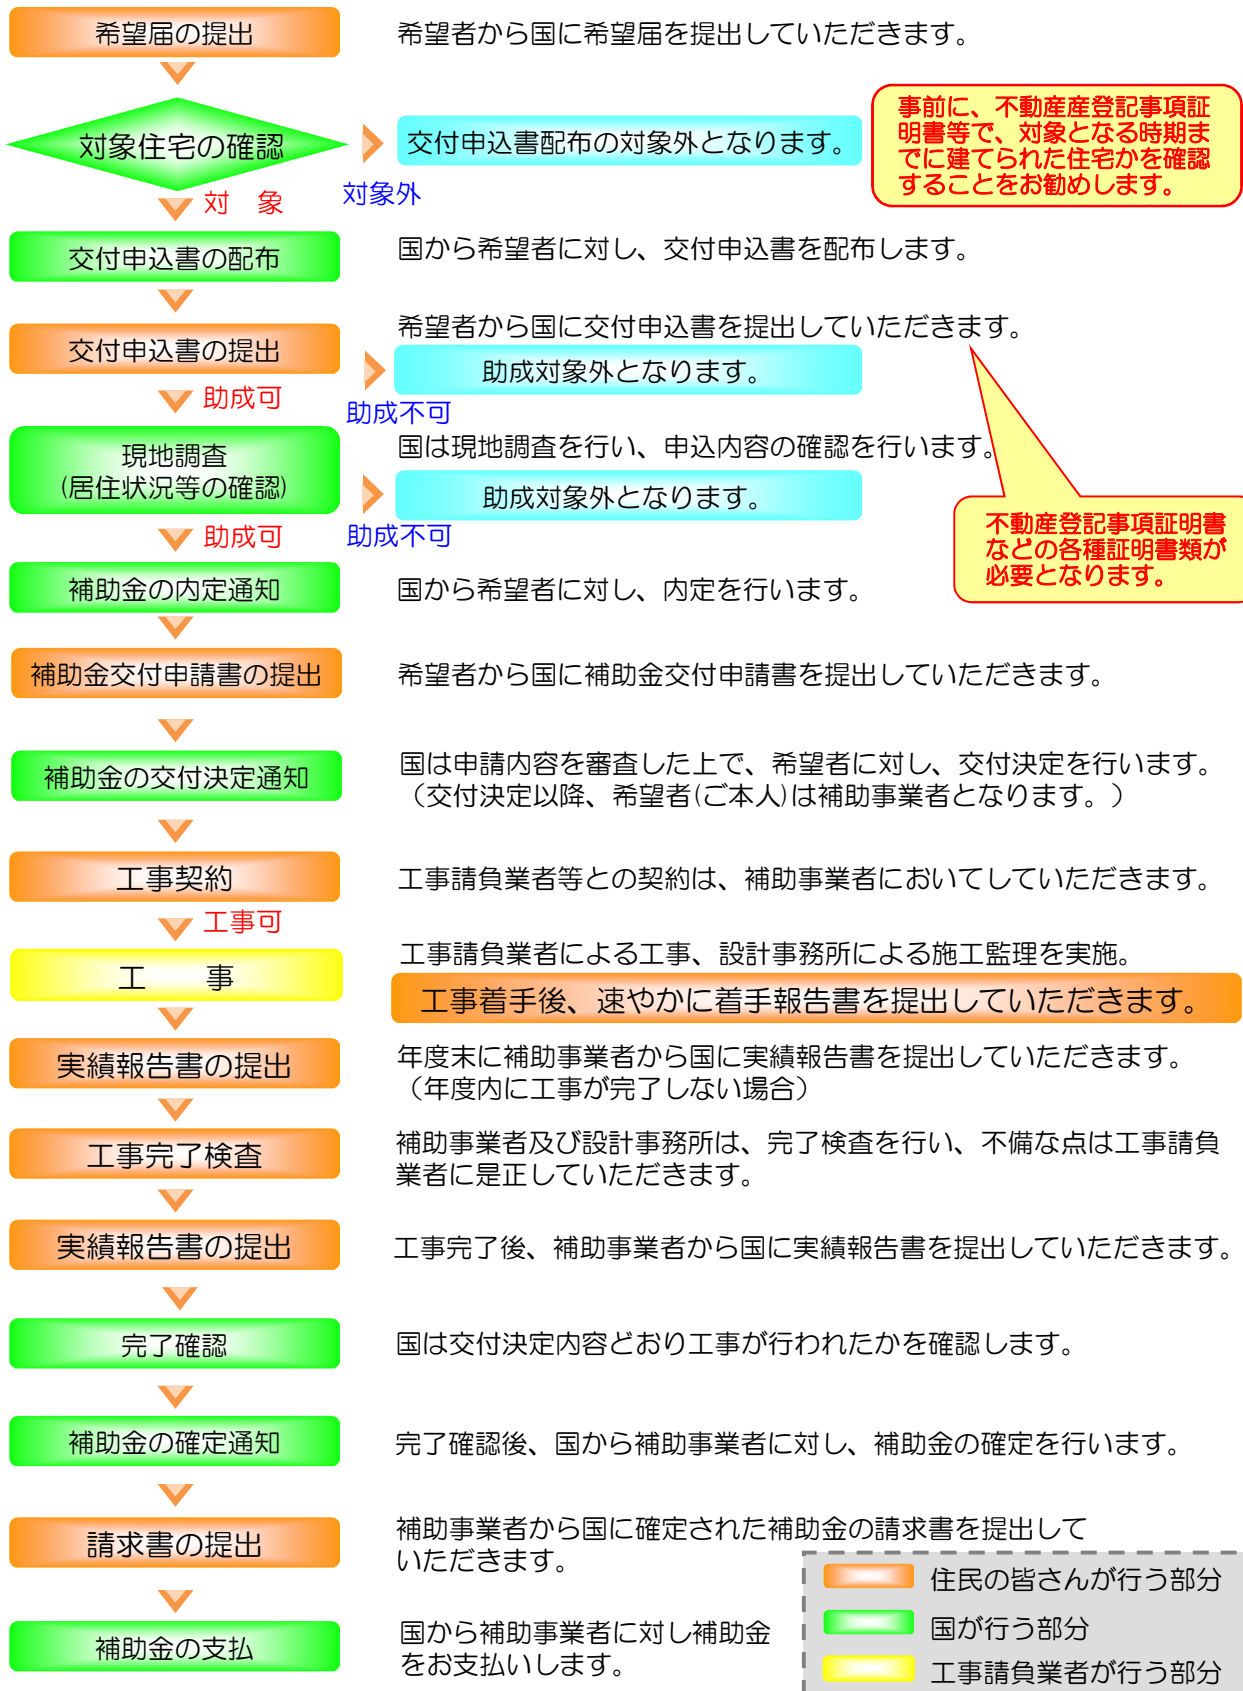 希望届の提出
希望者から国に希望届を提出していただきます。
事前に、不動産産登記事項証
明書等で、対象となる時期ま
でに建てられた住宅かを確認
することをお勧めします。
対象住宅の確認
交付申込書配布の対象外となります。
対象外
対　象
交付申込書の配布
国から希望者に対し、交付申込書を配布します。
希望者から国に交付申込書を提出していただきます。
交付申込書の提出
助成対象外となります。
助成可
助成不可
国は現地調査を行い、申込内容の確認を行います。
現地調査
(居住状況等の確認)
助成対象外となります。
助成可
助成不可
不動産登記事項証明書
などの各種証明書類が
必要となります。
補助金の内定通知
国から希望者に対し、内定を行います。
補助金交付申請書の提出
希望者から国に補助金交付申請書を提出していただきます。
補助金の交付決定通知
国は申請内容を審査した上で、希望者に対し、交付決定を行います。
（交付決定以降、希望者(ご本人)は補助事業者となります。）
工事契約
工事請負業者等との契約は、補助事業者においてしていただきます。
工事可
工　　事
工事請負業者による工事、設計事務所による施工監理を実施。
工事着手後、速やかに着手報告書を提出していただきます。
実績報告書の提出
年度末に補助事業者から国に実績報告書を提出していただきます。
（年度内に工事が完了しない場合）
工事完了検査
補助事業者及び設計事務所は、完了検査を行い、不備な点は工事請負
業者に是正していただきます。
実績報告書の提出
工事完了後、補助事業者から国に実績報告書を提出していただきます。
完了確認
国は交付決定内容どおり工事が行われたかを確認します。
補助金の確定通知
完了確認後、国から補助事業者に対し、補助金の確定を行います。
請求書の提出
補助事業者から国に確定された補助金の請求書を提出して
いただきます。
補助金の支払
国から補助事業者に対し補助金
をお支払いします。
住民の皆さんが行う部分
国が行う部分
工事請負業者が行う部分